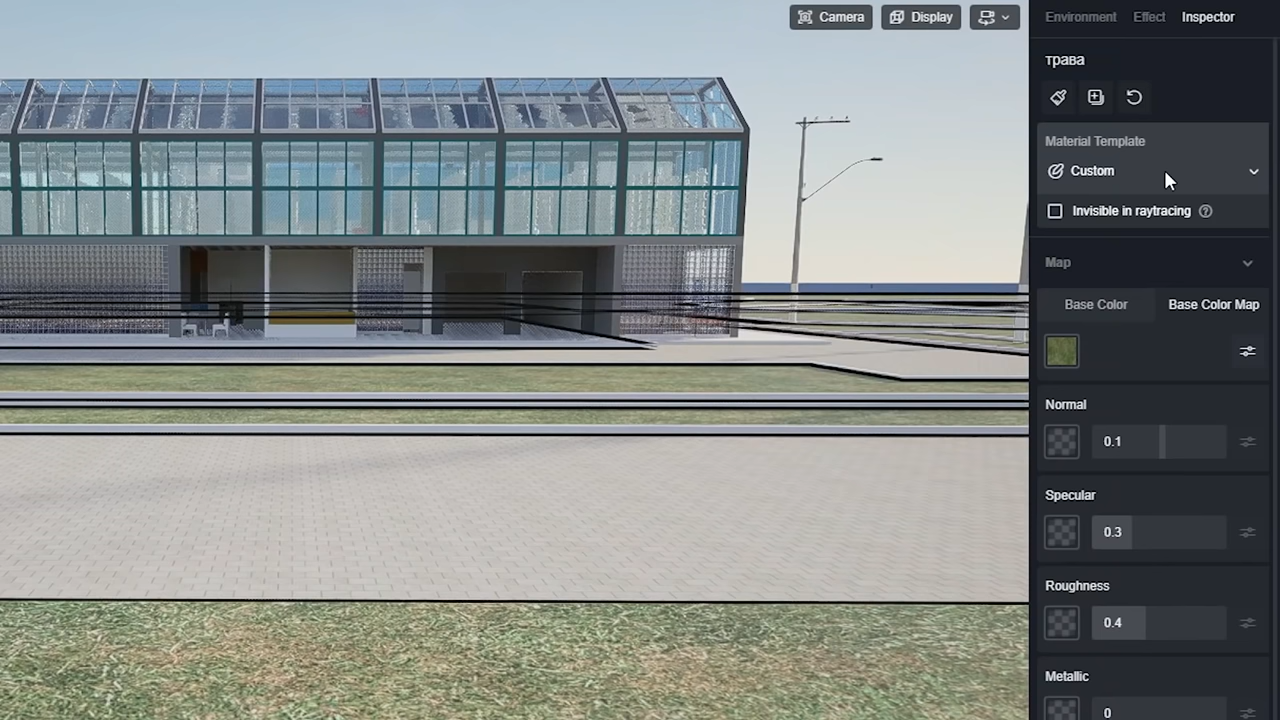 Camera
Display
Environment Effect Inspector
трава
Material Template
Custom
Invisible in raytracing ?
Map
Base Color Base Color Map
Normal
0.1
Specular
0.3
Roughness
0.4
Metallic
0